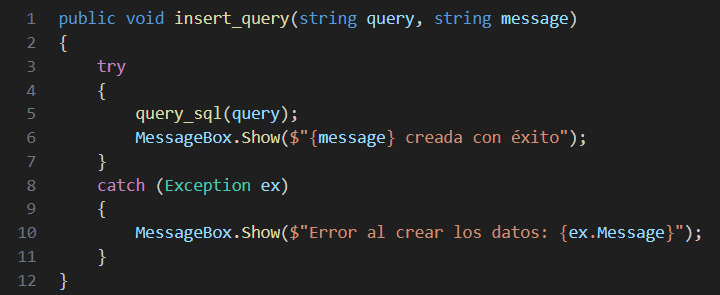 1 public void insert_query(string query, string message)
2 {
3     try
4     {
5         query_sql(query);
6         MessageBox.Show($"{message} creada con éxito");
7     }
8     catch (Exception ex)
9     {
10         MessageBox.Show($"Error al crear los datos: {ex.Message}");
11     }
12 }